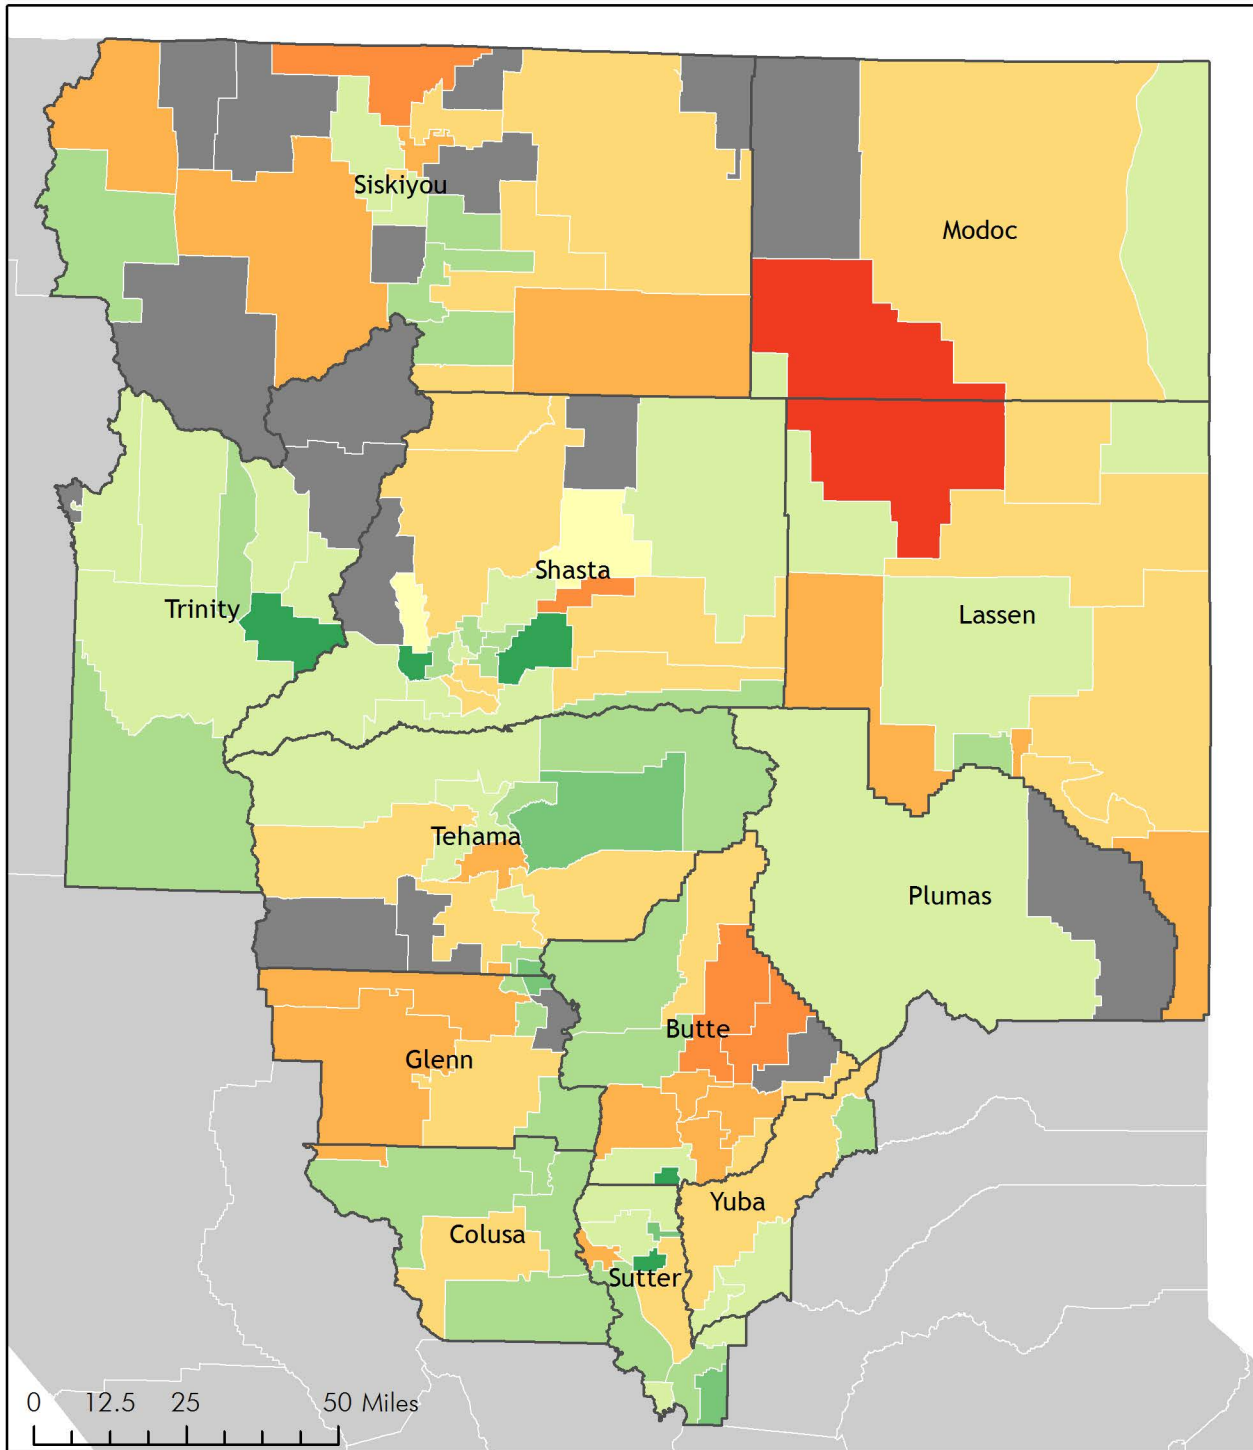 Siskiyou
Modoc
Shasta
Trinity
Lassen
Tehama
Plumas
Butte
Glenn
Yuba
Colusa
Sutter
0 12.5 25 50 Miles